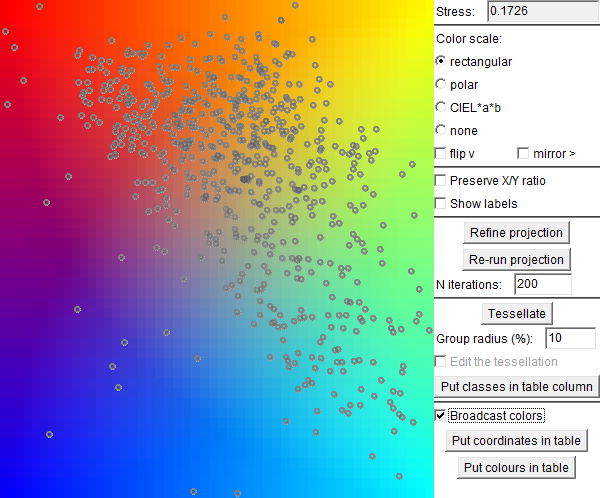 Stress: 0.1726
Color scale:
rectangular
polar
CIEL*a*b
none
flip v mirror >
Preserve X/Y ratio
Show labels
Refine projection
Re-run projection
N iterations: 200
Tessellate
Group radius (%): 10
Edit the tessellation
Put classes in table column
Broadcast colors
Put coordinates in table
Put colours in table